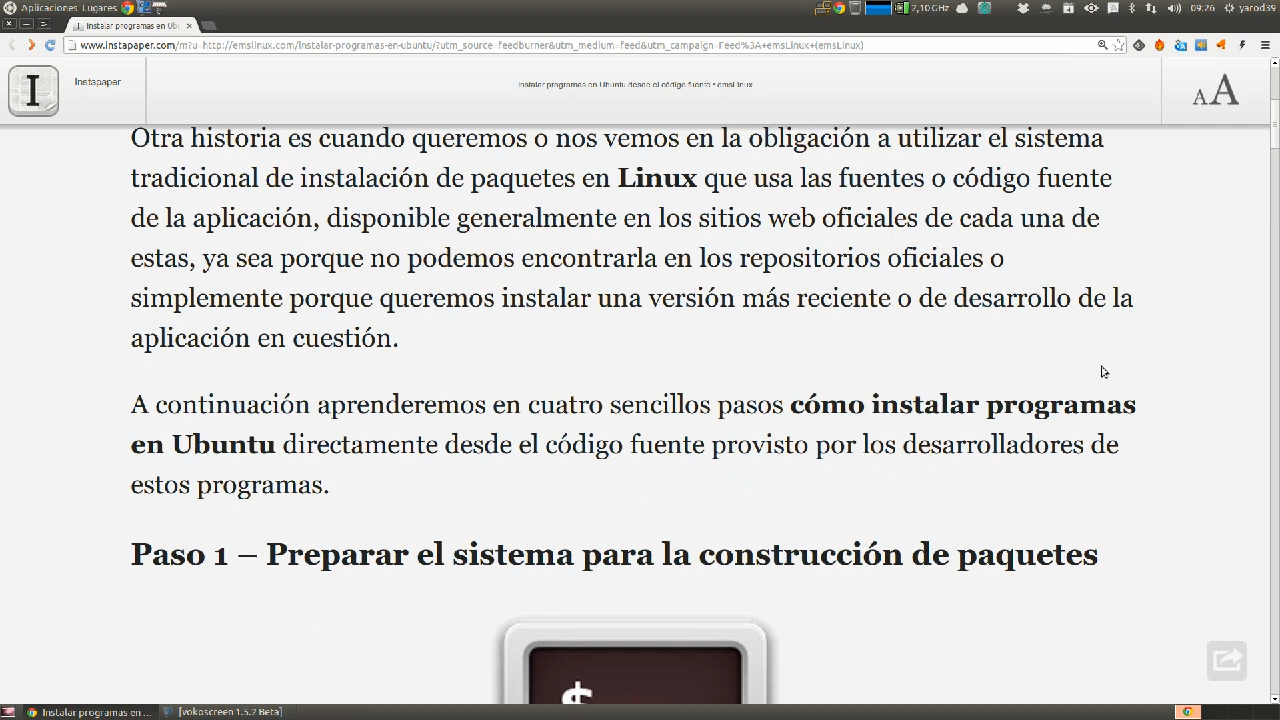 Aplicaciones Lugares
2,10 GHz
09:26
yarod39
Instalar programas en Ubu
www.instapaper.com/m?u=http://emslinux.com/instalar-programas-en-ubuntu/?utm_source=feedburner&utm_medium=feed&utm_campaign=Feed%3A+emsLinux+(emsLinux)
I
Instapaper
Instalar programas en Ubuntu desde el código fuente • emsLinux
AA
Otra historia es cuando queremos o nos vemos en la obligación a utilizar el sistema
tradicional de instalación de paquetes en Linux que usa las fuentes o código fuente
de la aplicación, disponible generalmente en los sitios web oficiales de cada una de
estas, ya sea porque no podemos encontrarla en los repositorios oficiales o
simplemente porque queremos instalar una versión más reciente o de desarrollo de la
aplicación en cuestión.
A continuación aprenderemos en cuatro sencillos pasos cómo instalar programas
en Ubuntu directamente desde el código fuente provisto por los desarrolladores de
estos programas.
Paso 1 – Preparar el sistema para la construcción de paquetes
$
Instalar programas en ...
[vokoscreen 1.5.2 Beta]